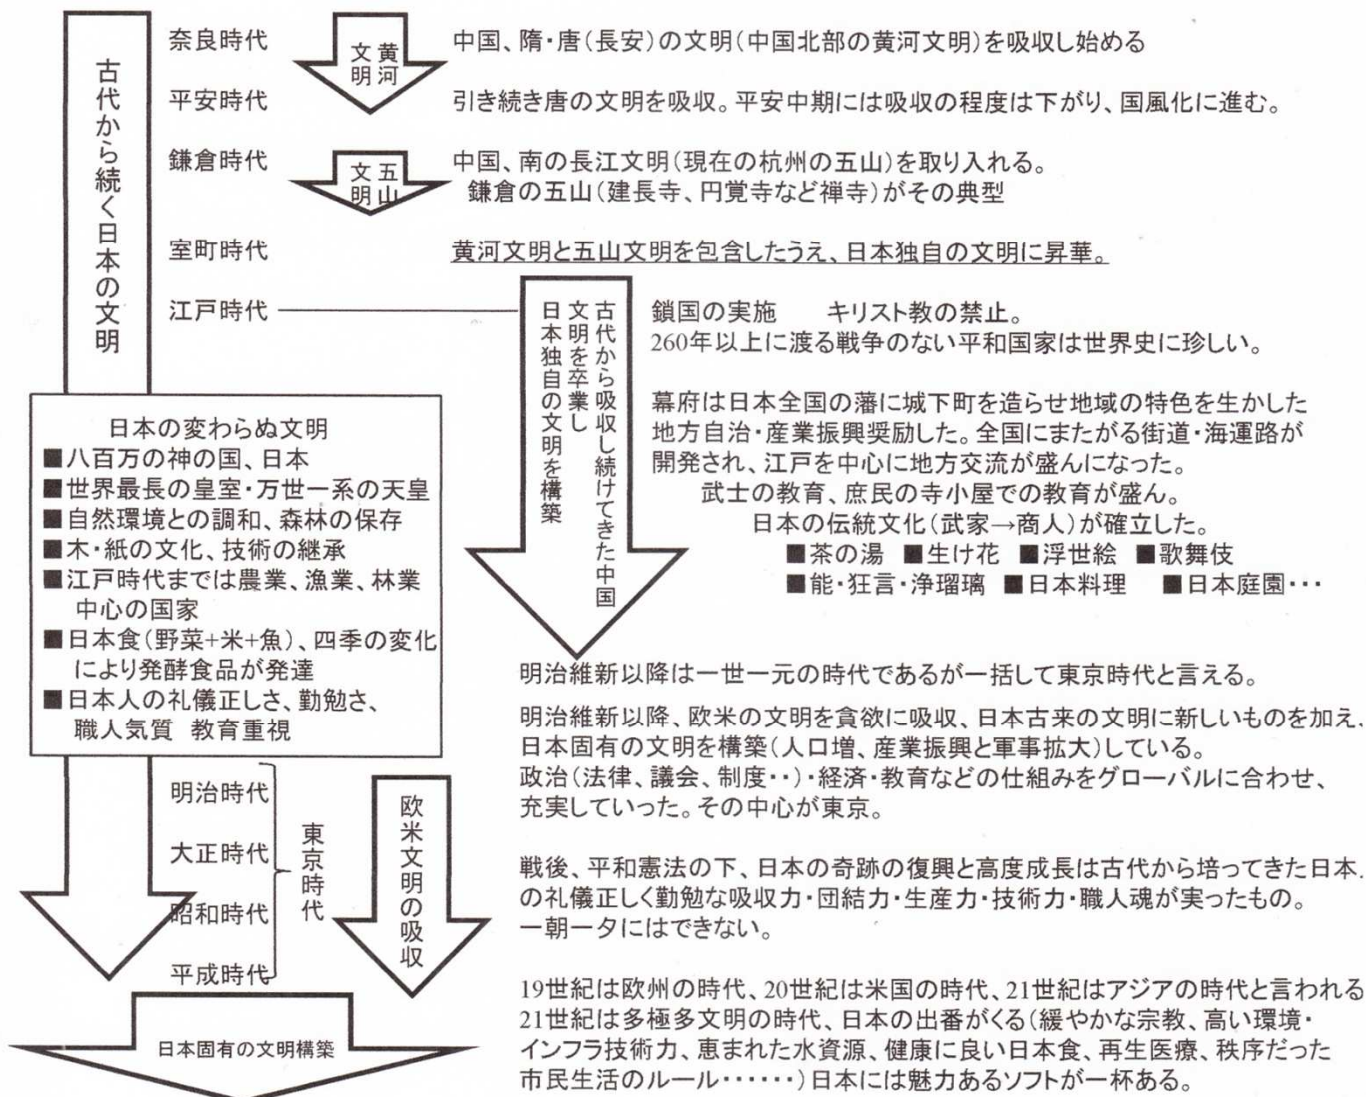 古代から続く日本の文明
奈良時代
黄河
文明
中国、隋・唐(長安)の文明(中国北部の黄河文明)を吸収し始める
平安時代
引き続き唐の文明を吸収。平安中期には吸収の程度は下がり、国風化に進む。
鎌倉時代
五山
文明
中国、南の長江文明(現在の杭州の五山)を取り入れる。
鎌倉の五山(建長寺、円覚寺など禅寺)がその典型
室町時代
黄河文明と五山文明を包含したうえ、日本独自の文明に昇華。
江戸時代
古代から吸収し続けてきた中国
文明を卒業し
日本独自の文明を構築
鎖国の実施 キリスト教の禁止。
260年以上に渡る戦争のない平和国家は世界史に珍しい。
幕府は日本全国の藩に城下町を造らせ地域の特色を生かした
地方自治・産業振興奨励した。全国にまたがる街道・海運路が
開発され、江戸を中心に地方交流が盛んになった。
武士の教育、庶民の寺小屋での教育が盛ん。
日本の伝統文化(武家→商人)が確立した。
■茶の湯 ■生け花 ■浮世絵 ■歌舞伎
■能・狂言・浄瑠璃 ■日本料理 ■日本庭園・・・
日本の変わらぬ文明
■八百万の神の国、日本
■世界最長の皇室・万世一系の天皇
■自然環境との調和、森林の保存
■木・紙の文化、技術の継承
■江戸時代までは農業、漁業、林業
中心の国家
■日本食(野菜+米+魚)、四季の変化
により発酵食品が発達
■日本人の礼儀正しさ、勤勉さ、
職人気質 教育重視
明治時代
大正時代
昭和時代
平成時代
東京時代
欧米文明の吸収
明治維新以降は一世一元の時代であるが一括して東京時代と言える。
明治維新以降、欧米の文明を貪欲に吸収、日本古来の文明に新しいものを加え、
日本固有の文明を構築(人口増、産業振興と軍事拡大)している。
政治(法律、議会、制度・・)・経済・教育などの仕組みをグローバルに合わせ、
充実していった。その中心が東京。
戦後、平和憲法の下、日本の奇跡の復興と高度成長は古代から培ってきた日本
の礼儀正しく勤勉な吸収力・団結力・生産力・技術力・職人魂が実ったもの。
一朝一タにはできない。
19世紀は欧州の時代、20世紀は米国の時代、21世紀はアジアの時代と言われる
21世紀は多極多文明の時代、日本の出番がくる(緩やかな宗教、高い環境・
インフラ技術力、恵まれた水資源、健康に良い日本食、再生医療、秩序だった
市民生活のルール・・・・・・)日本には魅力あるソフトが一杯ある。
日本固有の文明構築